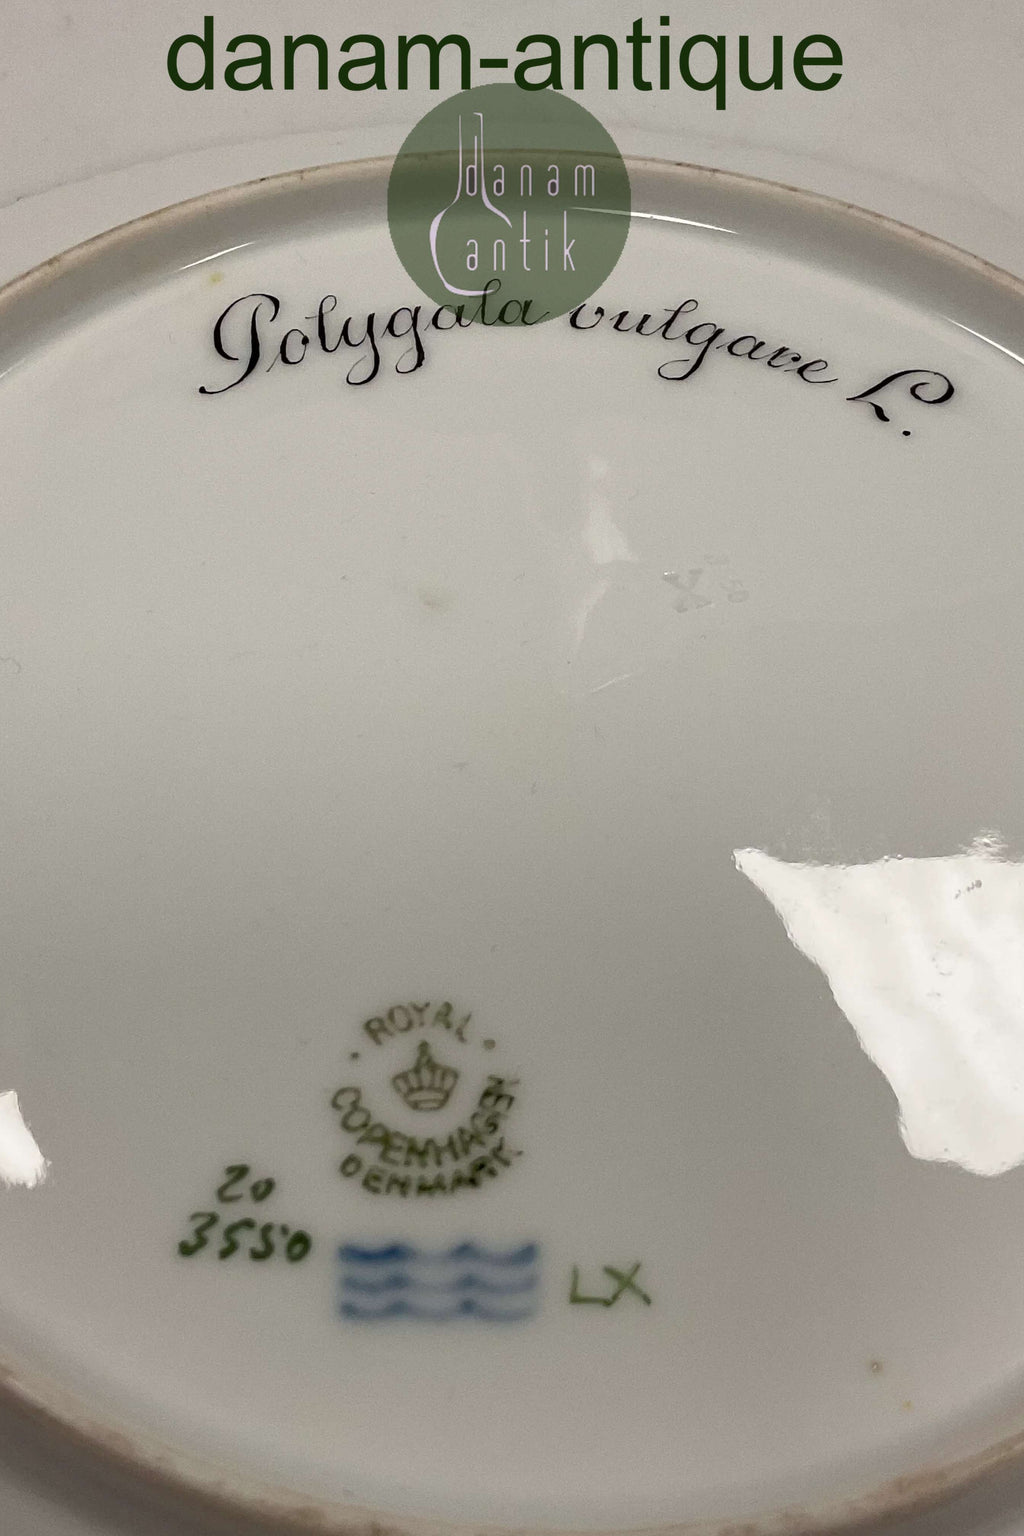 danam-antique
danam
antik
Polygala vulgare L.
ROYAL
COPENHAGEN
DENMARK
20
3550
LX